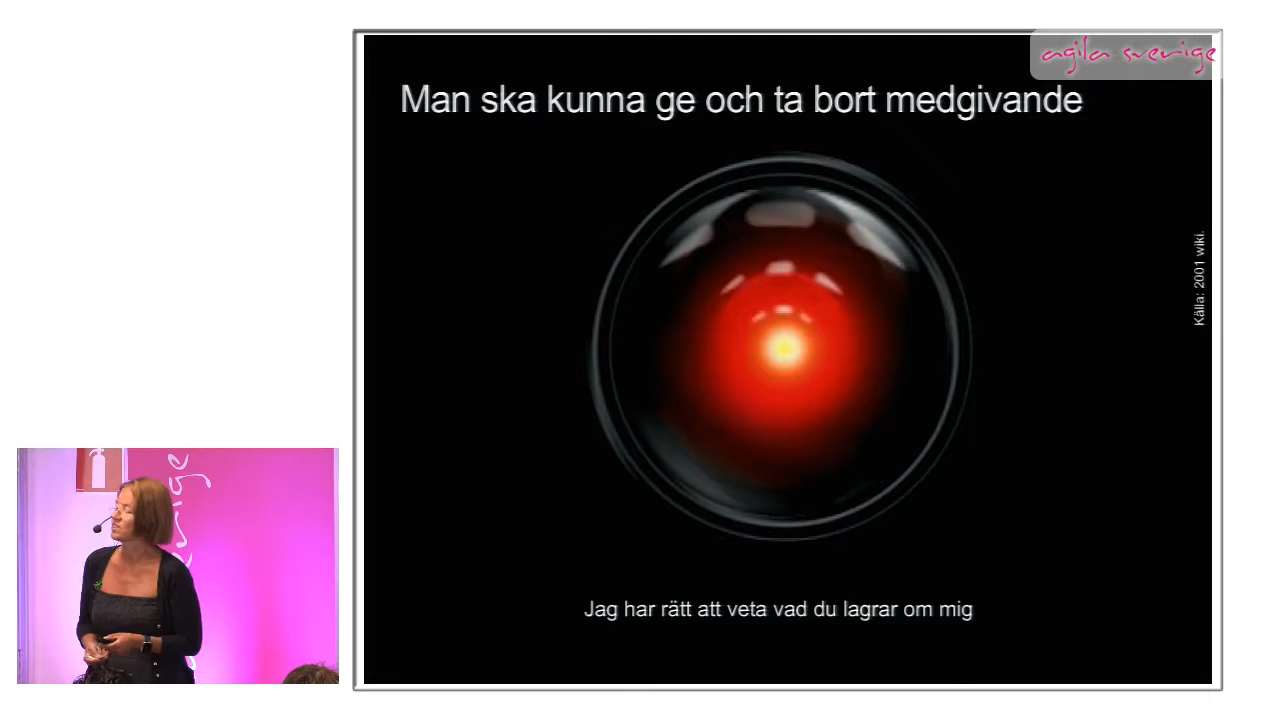 agila sverige
Man ska kunna ge och ta bort medgivande
Källa: 2001 wiki.
Jag har rätt att veta vad du lagrar om mig